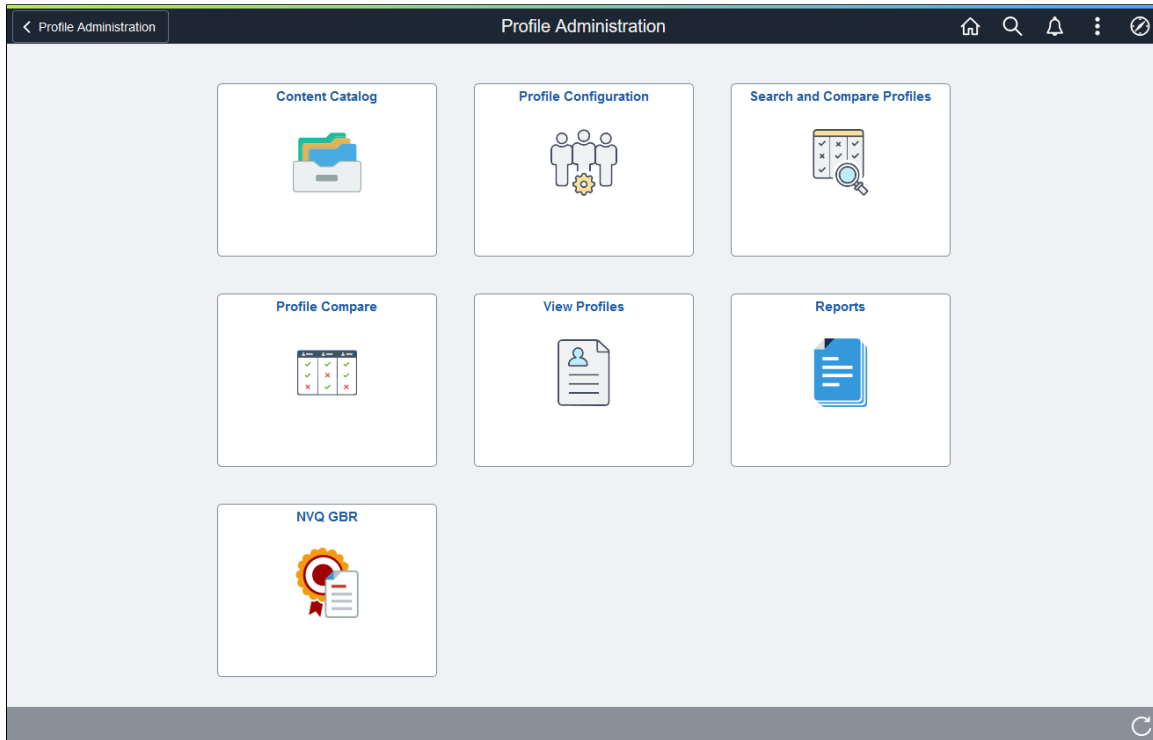 Profile Administration
Profile Administration
Content Catalog
Profile Configuration
Search and Compare Profiles
Profile Compare
View Profiles
Reports
NVQ GBR